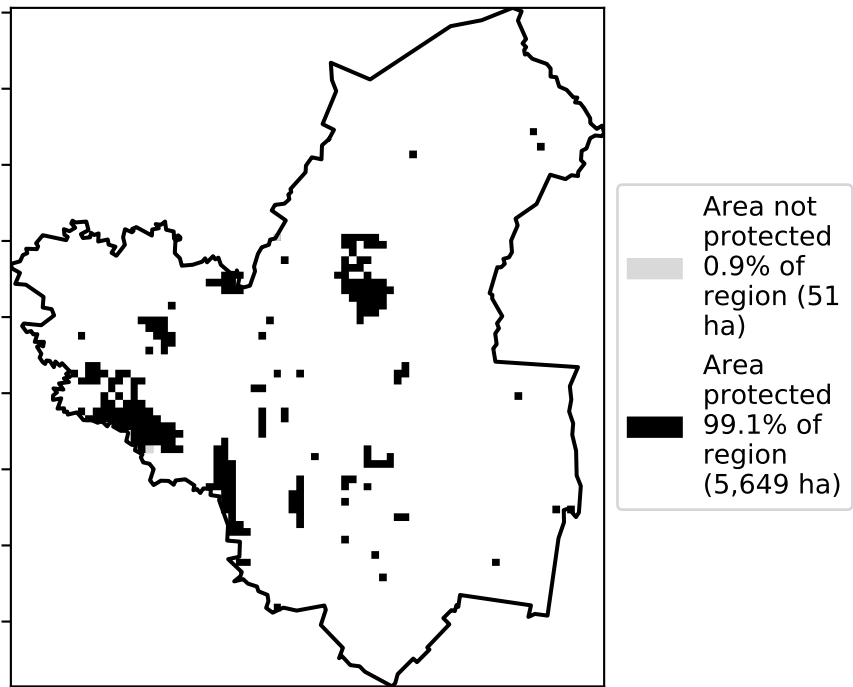 Area not
protected
0.9% of
region (51
ha)
Area
protected
99.1% of
region
(5,649 ha)